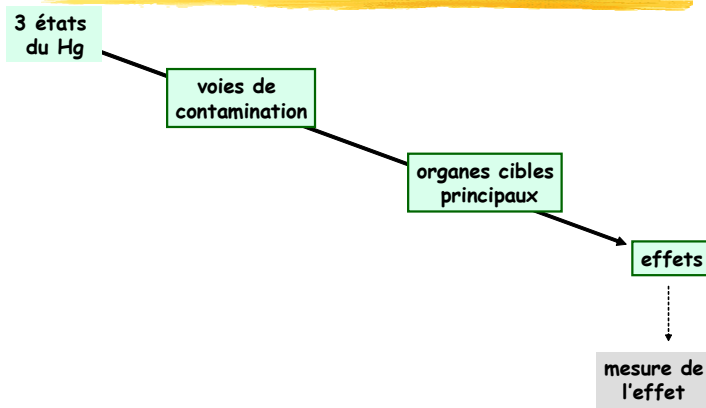 3 états
du Hg
voies de
contamination
organes cibles
principaux
effets
mesure de
l'effet